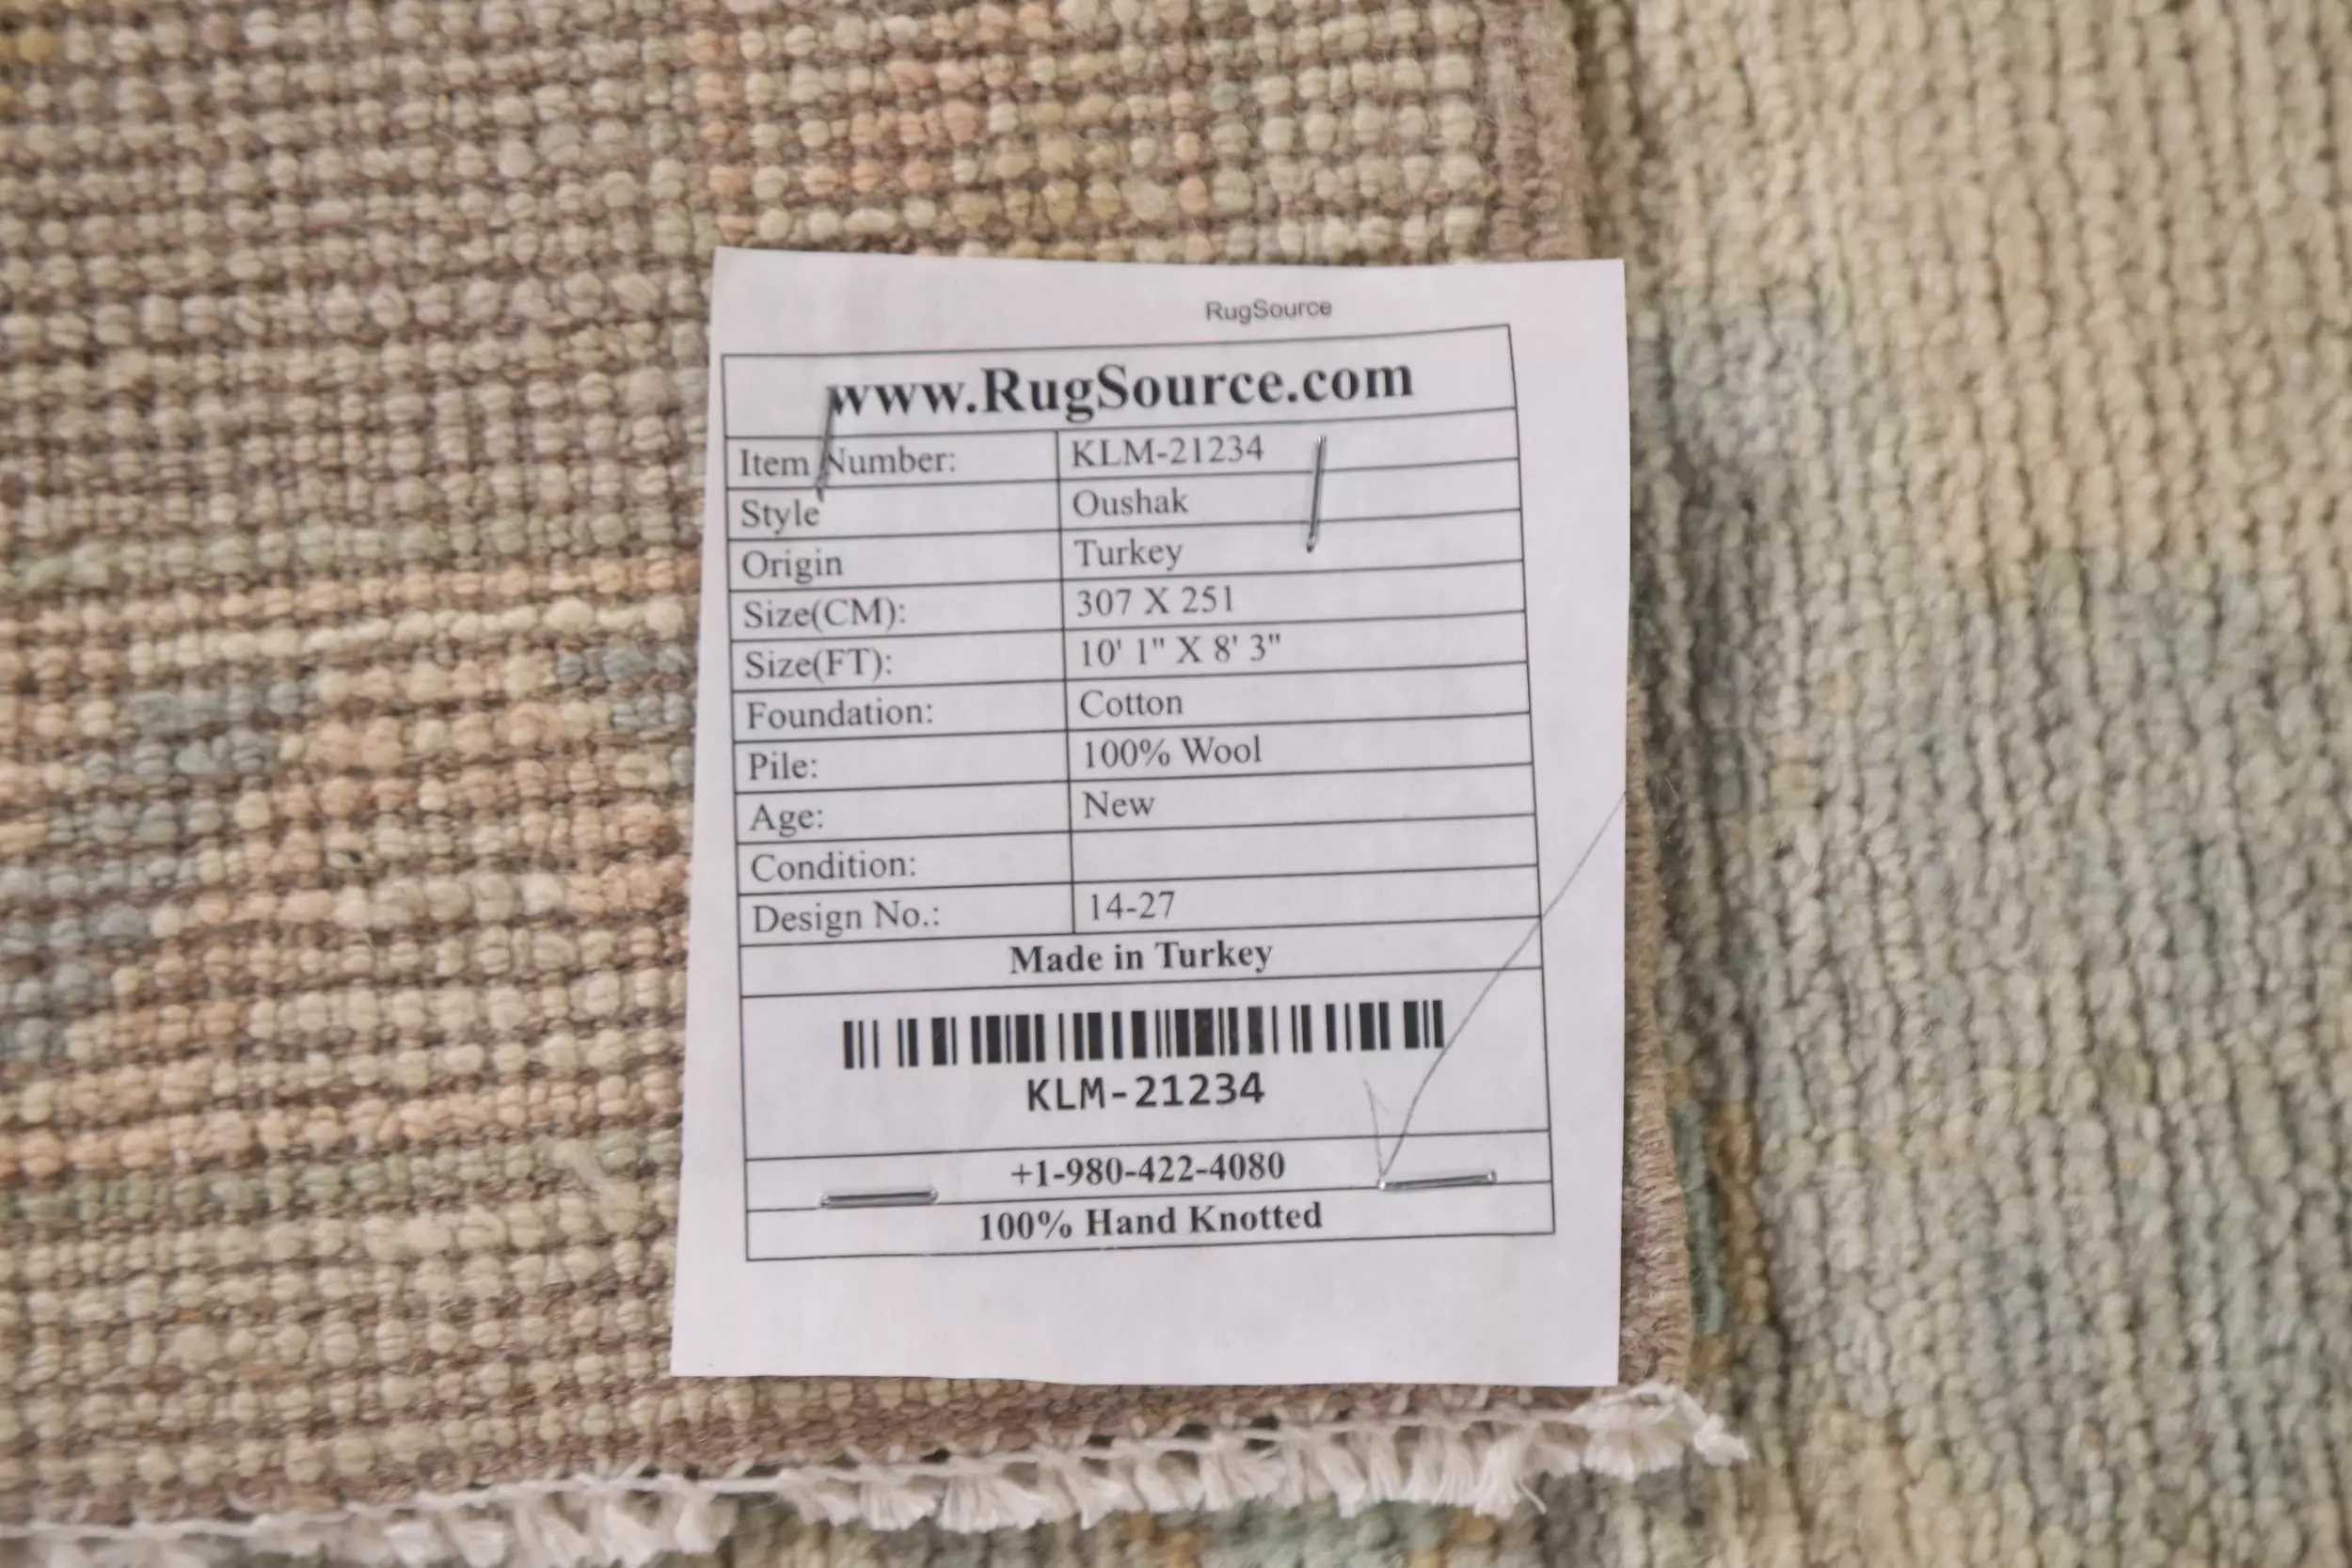 RugSource
www.RugSource.com
Item Number: KLM-21234
Style Oushak
Origin Turkey
Size(CM): 307 X 251
Size(FT): 10' 1" X 8' 3"
Foundation: Cotton
Pile: 100% Wool
Age: New
Condition:
Design No.: 14-27
Made in Turkey
KLM-21234
+1-980-422-4080
100% Hand Knotted